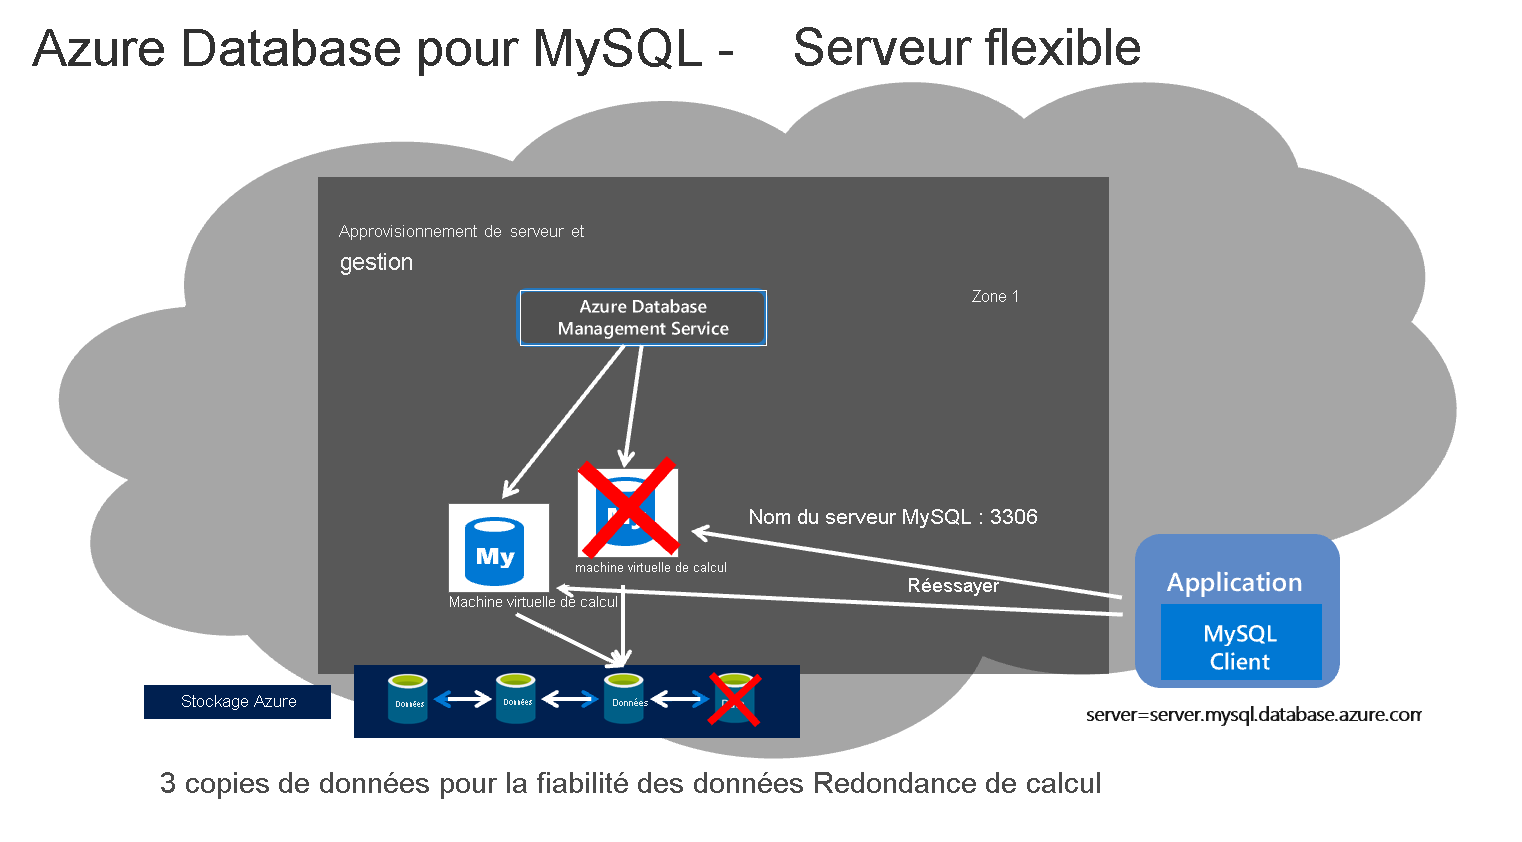 Azure Database pour MySQL - Serveur flexible
Approvisionnement de serveur et
gestion
Zone 1
Azure Database
Management Service
My
Nom du serveur MySQL : 3306
machine virtuelle de calcul
Réessayer
My
Machine virtuelle de calcul
Application
MySQL
Client
Stockage Azure
Données
Données
Données
server=server.mysql.database.azure.com
3 copies de données pour la fiabilité des données Redondance de calcul